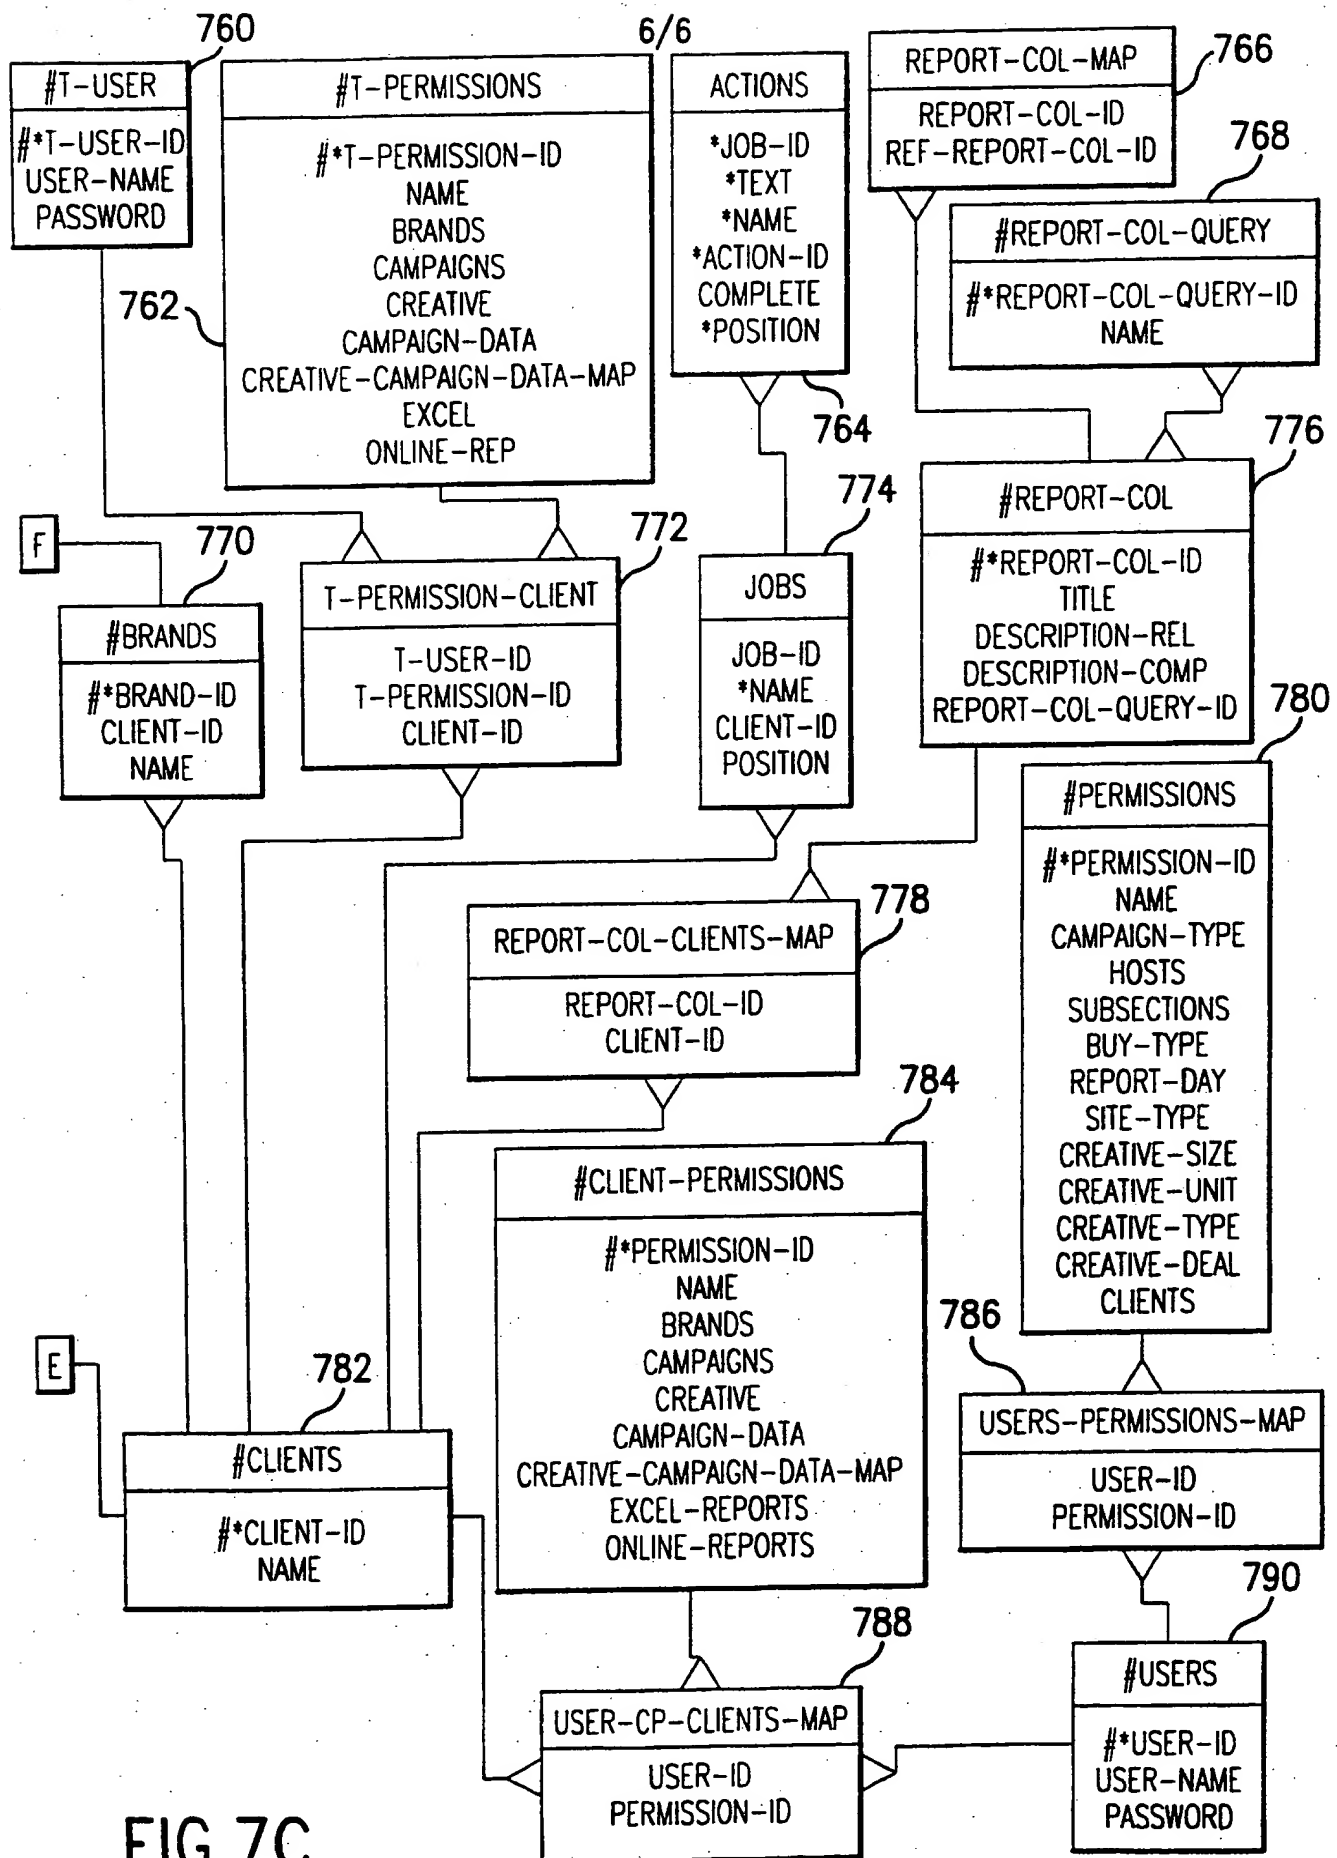 6/6
760
#T-USER
#*T-USER-ID
USER-NAME
PASSWORD
#T-PERMISSIONS
#*T-PERMISSION-ID
NAME
BRANDS
CAMPAIGNS
CREATIVE
CAMPAIGN-DATA
CREATIVE-CAMPAIGN-DATA-MAP
EXCEL
ONLINE-REP
762
ACTIONS
*JOB-ID
*TEXT
*NAME
*ACTION-ID
COMPLETE
*POSITION
764
REPORT-COL-MAP
REPORT-COL-ID
REF-REPORT-COL-ID
766
768
#REPORT-COL-QUERY
#*REPORT-COL-QUERY-ID
NAME
F
770
#BRANDS
#*BRAND-ID
CLIENT-ID
NAME
772
T-PERMISSION-CLIENT
T-USER-ID
T-PERMISSION-ID
CLIENT-ID
774
JOBS
JOB-ID
*NAME
CLIENT-ID
POSITION
776
#REPORT-COL
#*REPORT-COL-ID
TITLE
DESCRIPTION-REL
DESCRIPTION-COMP
REPORT-COL-QUERY-ID
778
REPORT-COL-CLIENTS-MAP
REPORT-COL-ID
CLIENT-ID
780
#PERMISSIONS
#*PERMISSION-ID
NAME
CAMPAIGN-TYPE
HOSTS
SUBSECTIONS
BUY-TYPE
REPORT-DAY
SITE-TYPE
CREATIVE-SIZE
CREATIVE-UNIT
CREATIVE-TYPE
CREATIVE-DEAL
CLIENTS
784
#CLIENT-PERMISSIONS
#*PERMISSION-ID
NAME
BRANDS
CAMPAIGNS
CREATIVE
CAMPAIGN-DATA
CREATIVE-CAMPAIGN-DATA-MAP
EXCEL-REPORTS
ONLINE-REPORTS
E
782
#CLIENTS
#*CLIENT-ID
NAME
786
USERS-PERMISSIONS-MAP
USER-ID
PERMISSION-ID
788
USER-CP-CLIENTS-MAP
USER-ID
PERMISSION-ID
790
#USERS
#*USER-ID
USER-NAME
PASSWORD
FIG 7C